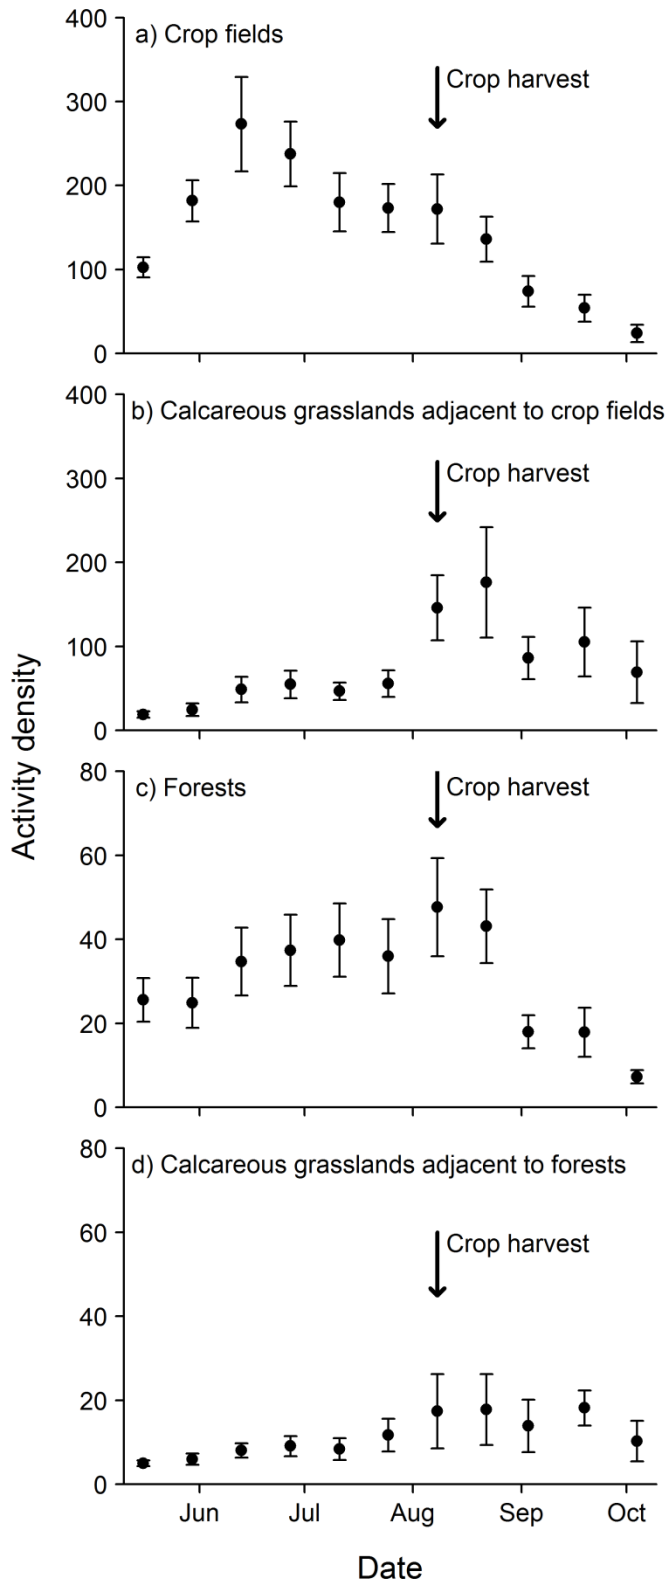 400
a) Crop fields
Crop harvest
300
200
100
0
400
b) Calcareous grasslands adjacent to crop fields
Crop harvest
300
200
100
0
Activity density
80
c) Forests
Crop harvest
60
40
20
0
80
d) Calcareous grasslands adjacent to forests
60
Crop harvest
40
20
0
Jun Jul Aug Sep Oct
Date